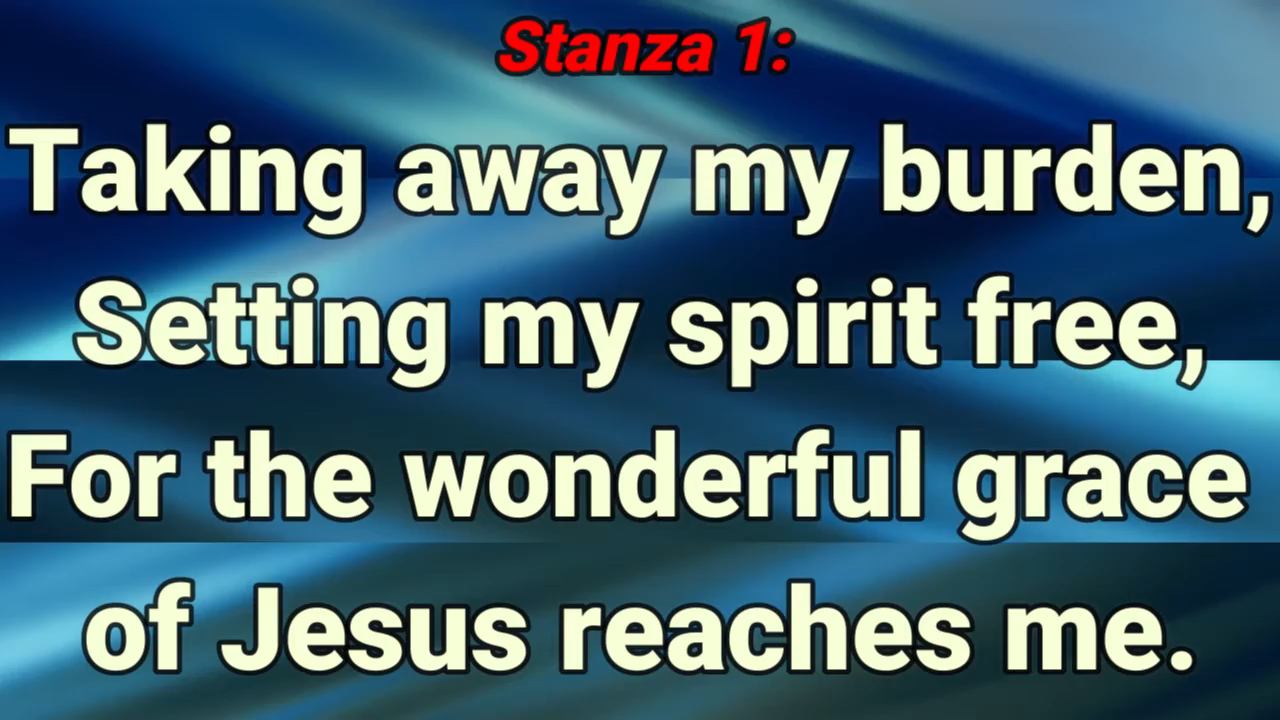 Stanza 1:
Taking away my burden,
Setting my spirit free,
For the wonderful grace
of Jesus reaches me.